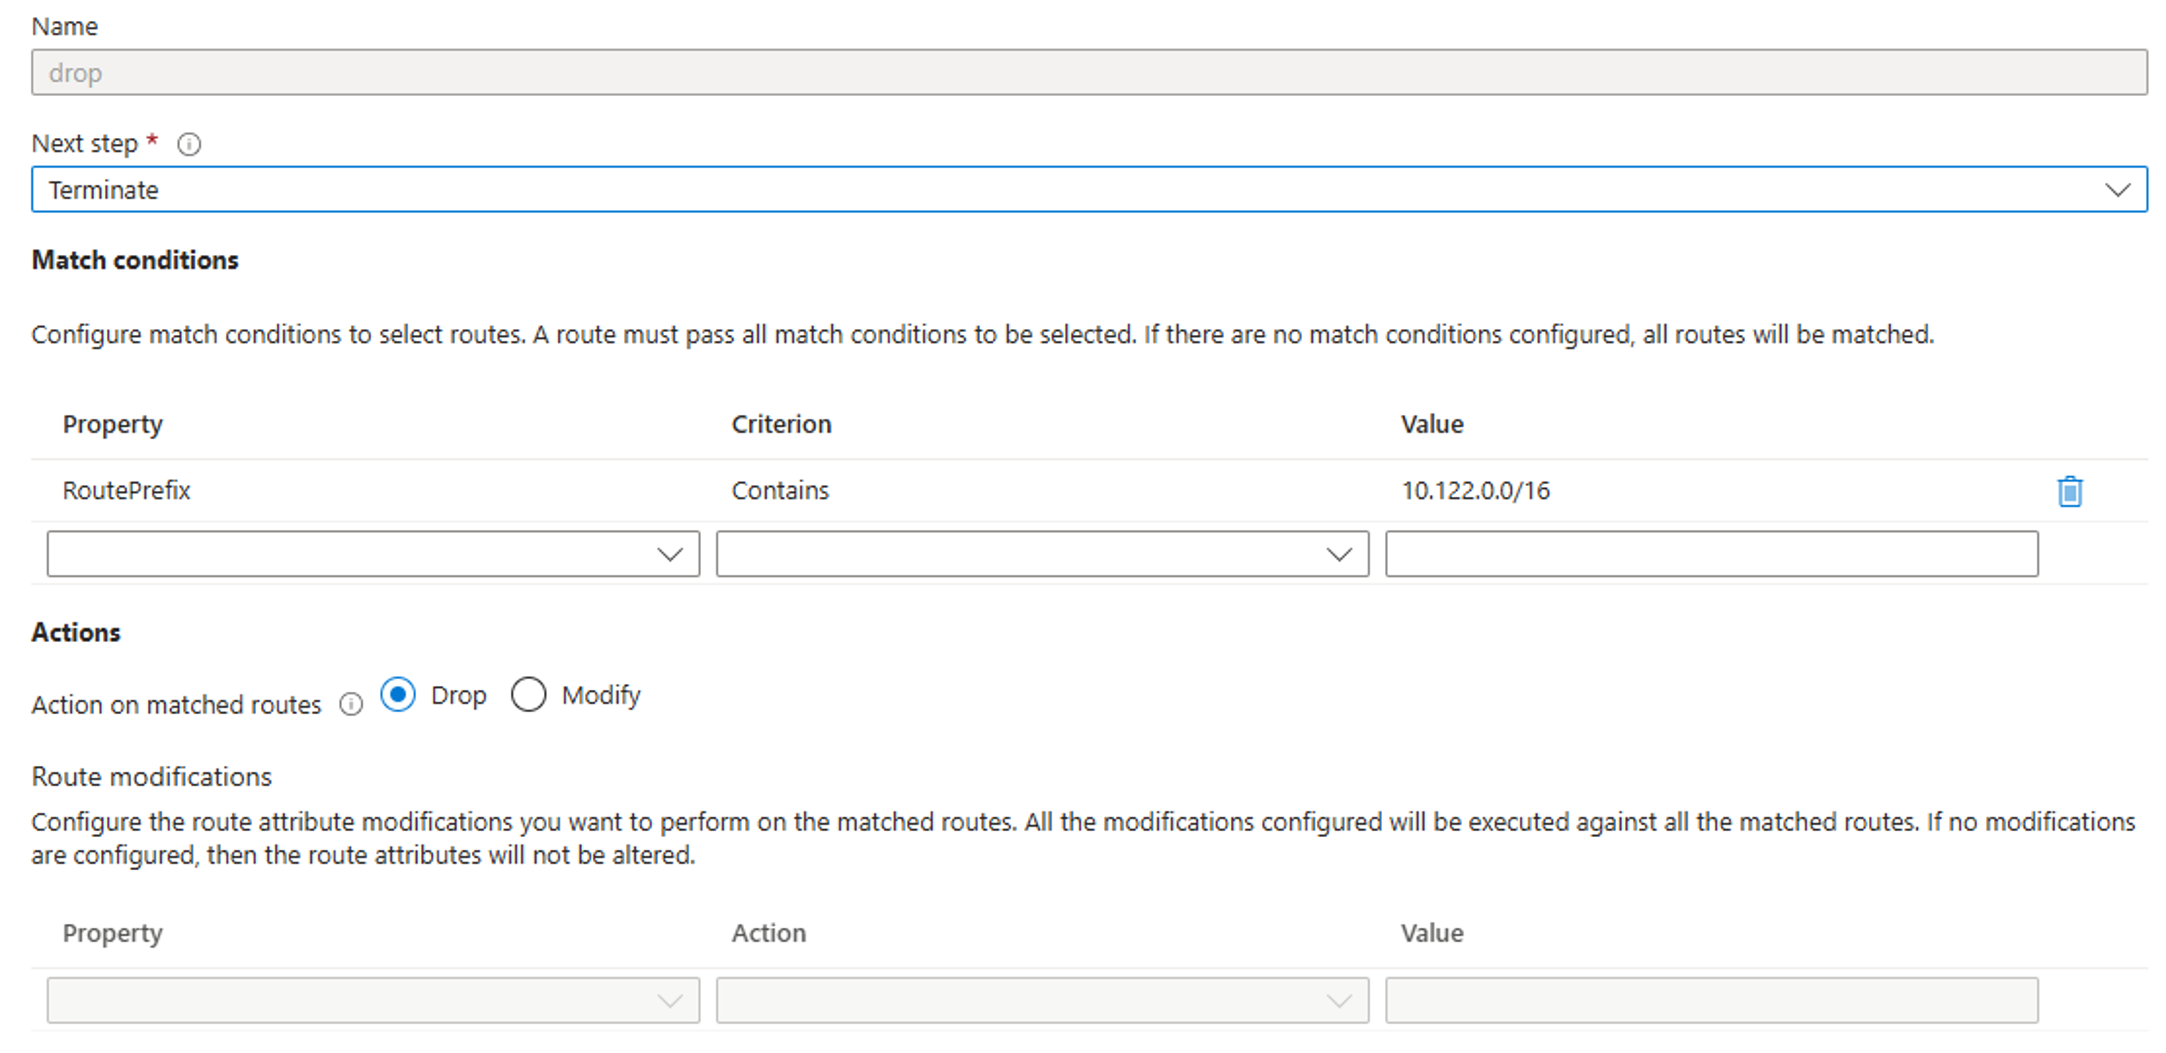 Name
drop
Next step *
Terminate
Match conditions
Configure match conditions to select routes. A route must pass all match conditions to be selected. If there are no match conditions configured, all routes will be matched.
Property Criterion Value
RoutePrefix Contains 10.122.0.0/16
Actions
Action on matched routes Drop Modify
Route modifications
Configure the route attribute modifications you want to perform on the matched routes. All the modifications configured will be executed against all the matched routes. If no modifications
are configured, then the route attributes will not be altered.
Property Action Value